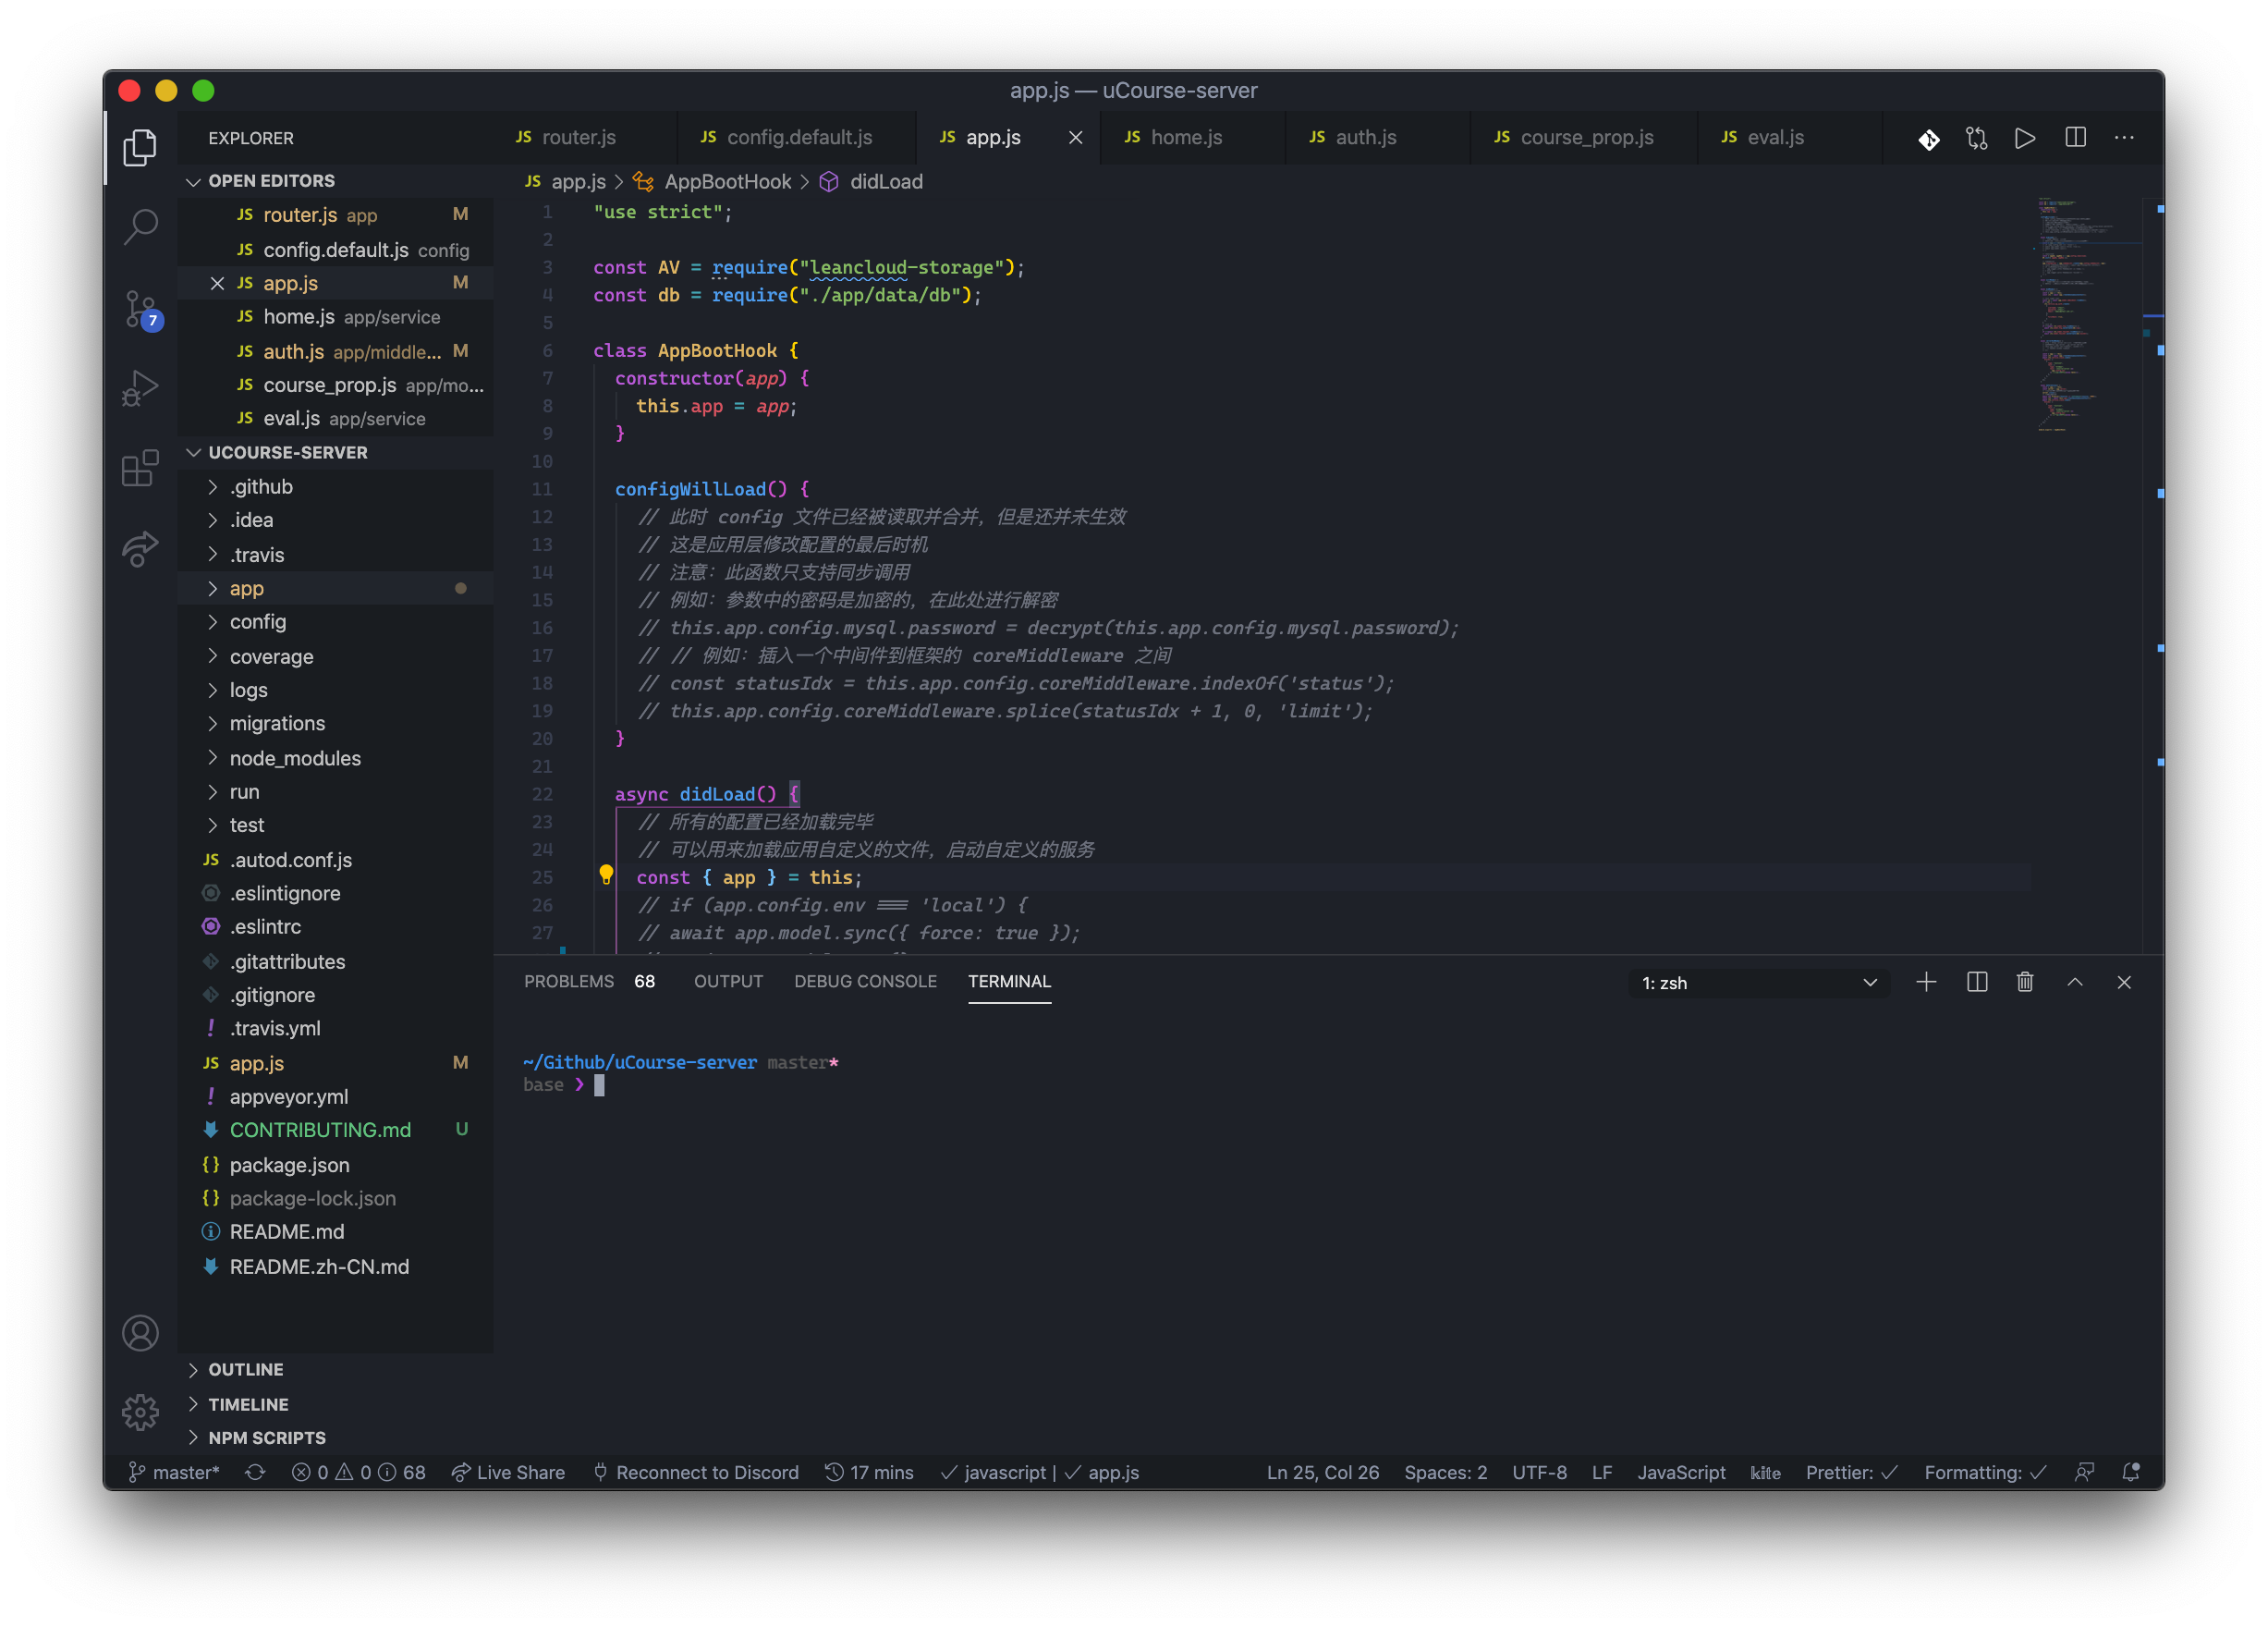 app.js — uCourse-server
EXPLORER
JS router.js
JS config.default.js
JS app.js
JS home.js
JS auth.js
JS course_prop.js
JS eval.js
OPEN EDITORS
JS router.js app M
JS config.default.js config
JS app.js M
JS home.js app/service
JS auth.js app/middle... M
JS course_prop.js app/mo...
JS eval.js app/service
7
UCOURSE-SERVER
.github
.idea
.travis
app
config
coverage
logs
migrations
node_modules
run
test
JS .autod.conf.js
.eslintignore
.eslintrc
.gitattributes
.gitignore
! .travis.yml
JS app.js M
! appveyor.yml
CONTRIBUTING.md U
{} package.json
{} package-lock.json
README.md
README.zh-CN.md
OUTLINE
TIMELINE
NPM SCRIPTS
JS app.js > AppBootHook > didLoad
1 "use strict";
2
3 const AV = require("leancloud-storage");
4 const db = require("./app/data/db");
5
6 class AppBootHook {
7 constructor(app) {
8 this.app = app;
9 }
10
11 configWillLoad() {
12 // 此时 config 文件已经被读取并合并，但是还并未生效
13 // 这是应用层修改配置的最后时机
14 // 注意：此函数只支持同步调用
15 // 例如：参数中的密码是加密的，在此处进行解密
16 // this.app.config.mysql.password = decrypt(this.app.config.mysql.password);
17 // // 例如：插入一个中间件到框架的 coreMiddleware 之间
18 // const statusIdx = this.app.config.coreMiddleware.indexOf('status');
19 // this.app.config.coreMiddleware.splice(statusIdx + 1, 0, 'limit');
20 }
21
22 async didLoad() {
23 // 所有的配置已经加载完毕
24 // 可以用来加载应用自定义的文件，启动自定义的服务
25 const { app } = this;
26 // if (app.config.env === 'local') {
27 // await app.model.sync({ force: true });
PROBLEMS 68 OUTPUT DEBUG CONSOLE TERMINAL
1: zsh
~/Github/uCourse-server master*
base ❯
master* 0 0 68 Live Share Reconnect to Discord 17 mins javascript | app.js
Ln 25, Col 26 Spaces: 2 UTF-8 LF JavaScript kite Prettier: ✓ Formatting: ✓